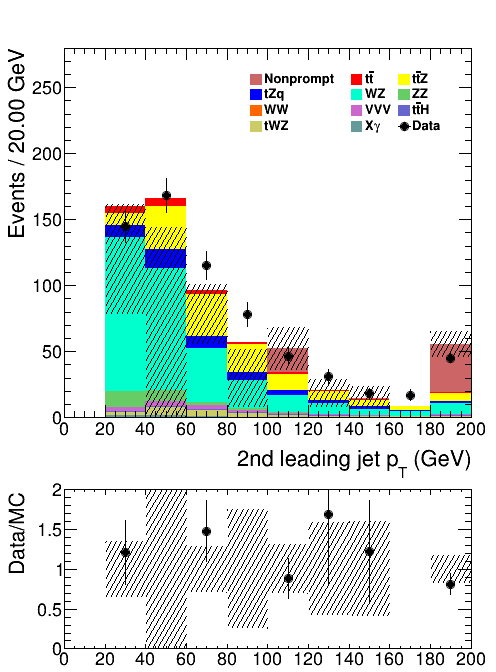 Events / 20.00 GeV
250
200
150
100
50
0
Nonprompt tt̄ tt̄Z
tZq WZ ZZ
WW VVV tt̄H
tWZ Xγ Data
0 20 40 60 80 100 120 140 160 180 200
2nd leading jet p_T (GeV)
Data/MC
2
1.5
1
0.5
0
0 20 40 60 80 100 120 140 160 180 200